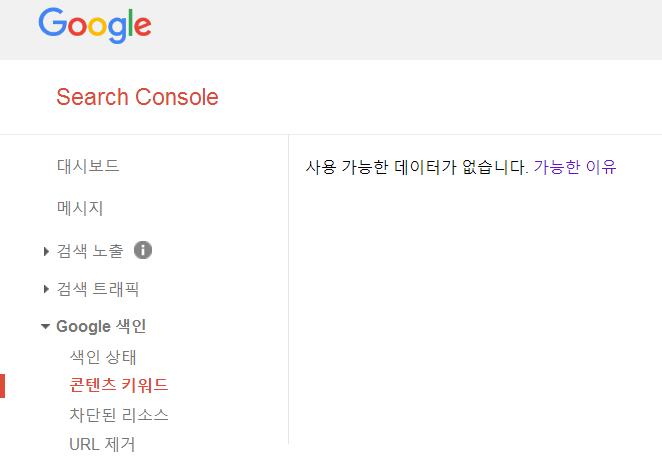 Google
Search Console
대시보드
메시지
검색 노출 i
검색 트래픽
Google 색인
색인 상태
콘텐츠 키워드
차단된 리소스
URL 제거
사용 가능한 데이터가 없습니다. 가능한 이유